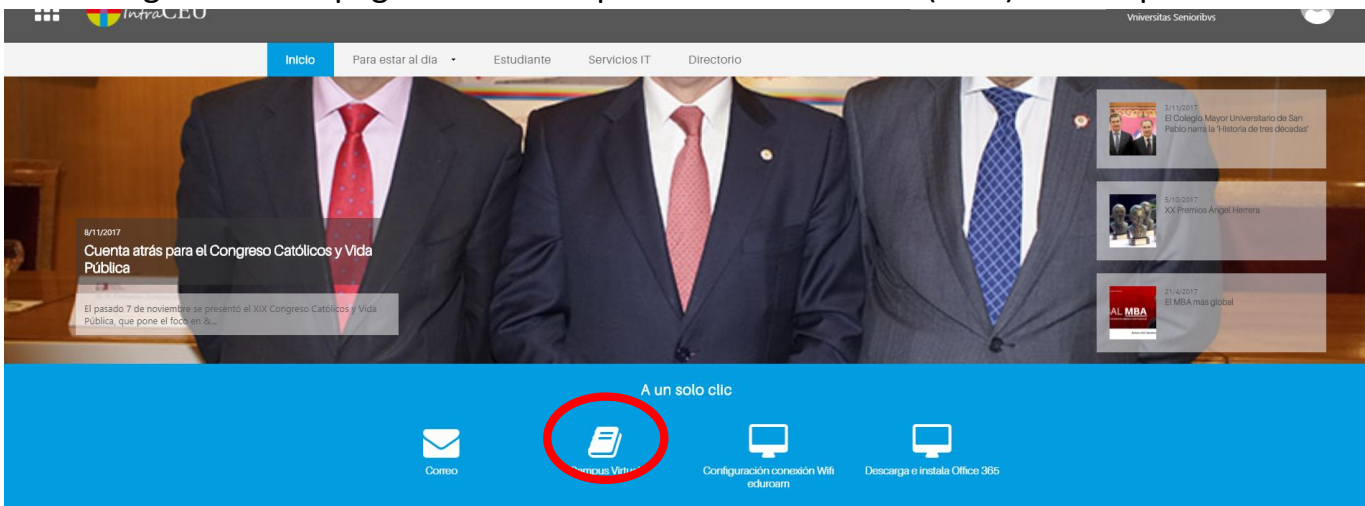 IntraCEU
Vniversitas Senioribvs
Inicio
Para estar al día
Estudiante
Servicios IT
Directorio
8/11/2017
Cuenta atrás para el Congreso Católicos y Vida
Pública
El pasado 7 de noviembre se presentó el XIX Congreso Católicos y Vida
Pública, que pone el foco en &...
3/11/2017
El Colegio Mayor Universitario de San
Pablo narra la 'Historia de tres décadas'
5/10/2017
XX Premios Ángel Herrera
21/4/2017
El MBA más global
AL MBA
A un solo clic
Correo
Campus Virtual
Configuración conexión Wifi
eduroam
Descarga e instala Office 365